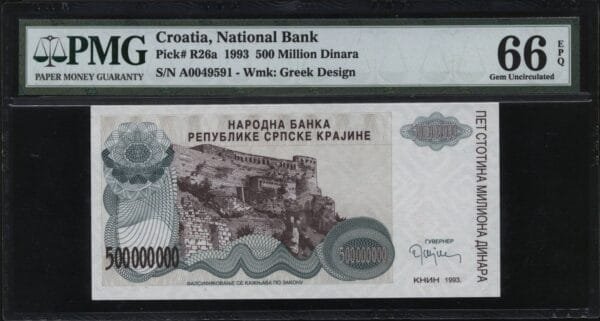 PMG
PAPER MONEY GUARANTY
Croatia, National Bank
Pick# R26a 1993 500 Million Dinara
S/N A0049591 - Wmk: Greek Design
66 EPQ
Gem Uncirculated
НАРОДНА БАНКА
РЕПУБЛИКЕ СРПСКЕ КРАЈИНЕ
ПЕТ СТОТИНА МИЛИОНА ДИНАРА
500000000
500000000
ГУВЕРНЕР
КНИН 1993.
ФАЛСИФИКОВАЊЕ СЕ КАЖЊАВА ПО ЗАКОНУ